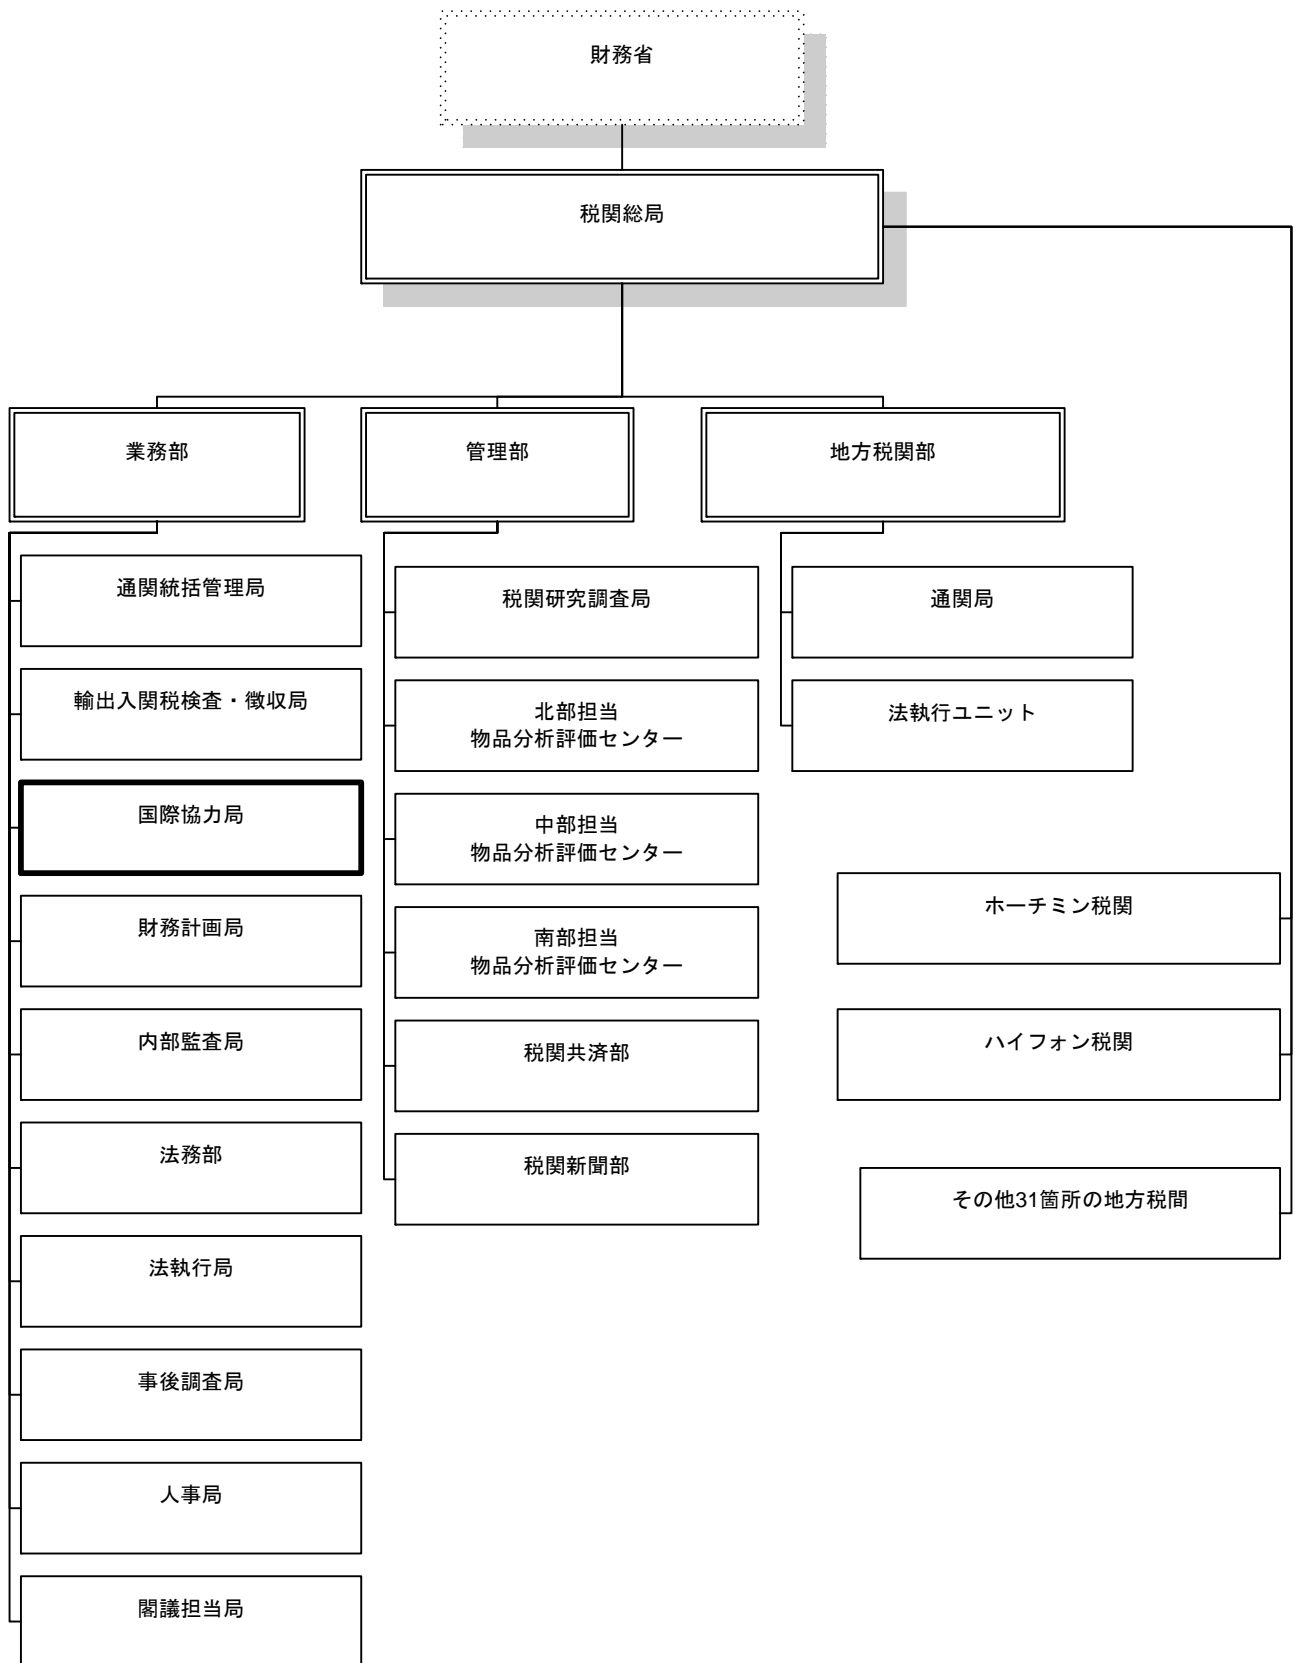 財務省
税関総局
業務部
管理部
地方税関部
通関統括管理局
輸出入関税検査・徴収局
国際協力局
財務計画局
内部監査局
法務部
法執行局
事後調査局
人事局
閣議担当局
税関研究調査局
北部担当
物品分析評価センター
中部担当
物品分析評価センター
南部担当
物品分析評価センター
税関共済部
税関新聞部
通関局
法執行ユニット
ホーチミン税関
ハイフォン税関
その他31箇所の地方税間